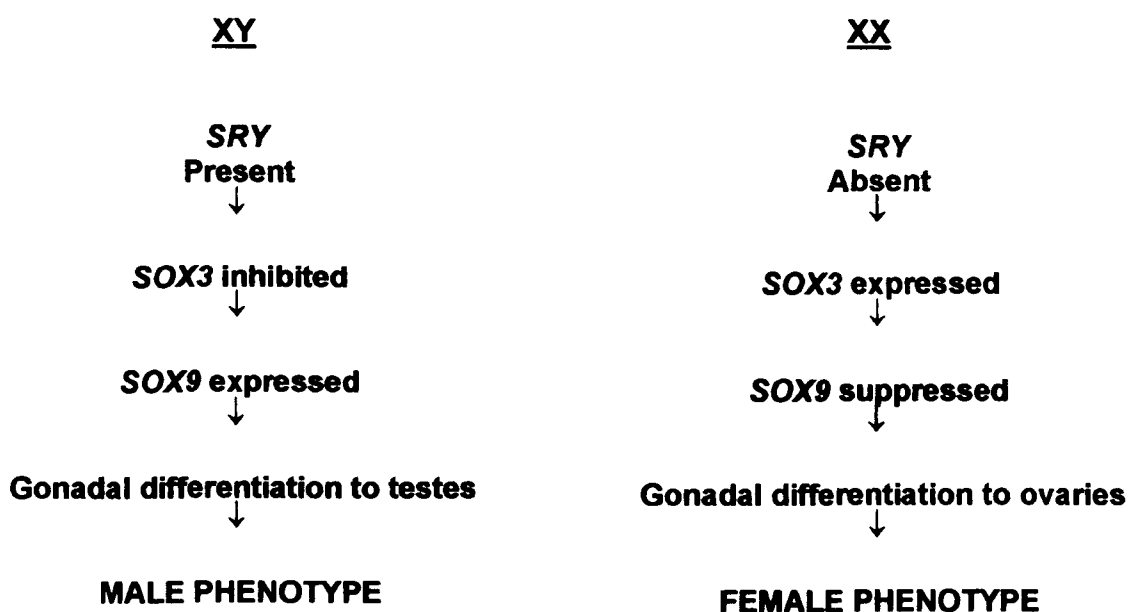 XY
SRY
Present
↓
SOX3 inhibited
↓
SOX9 expressed
↓
Gonadal differentiation to testes
↓
MALE PHENOTYPE
XX
SRY
Absent
↓
SOX3 expressed
↓
SOX9 suppressed
↓
Gonadal differentiation to ovaries
↓
FEMALE PHENOTYPE